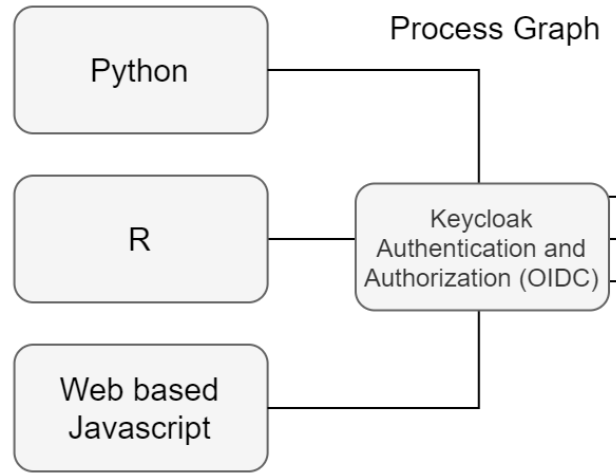 Process Graph
Python
R
Keycloak
Authentication and
Authorization (OIDC)
Web based
Javascript